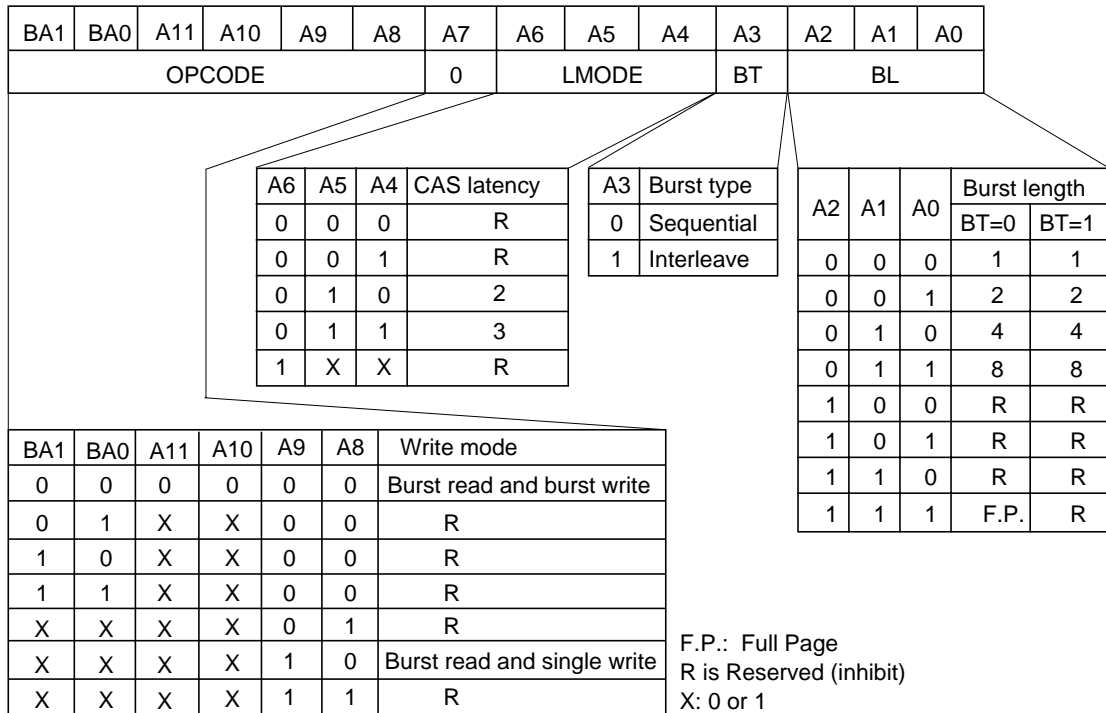 BA1 BA0 A11 A10 A9 A8 A7 A6 A5 A4 A3 A2 A1 A0
OPCODE 0 LMODE BT BL
A6 A5 A4 CAS latency
0 0 0 R
0 0 1 R
0 1 0 2
0 1 1 3
1 X X R
A3 Burst type
0 Sequential
1 Interleave
A2 A1 A0 Burst length
BT=0 BT=1
0 0 0 1 1
0 0 1 2 2
0 1 0 4 4
0 1 1 8 8
1 0 0 R R
1 0 1 R R
1 1 0 R R
1 1 1 F.P. R
BA1 BA0 A11 A10 A9 A8 Write mode
0 0 0 0 0 0 Burst read and burst write
0 1 X X 0 0 R
1 0 X X 0 0 R
1 1 X X 0 0 R
X X X X 0 1 R
X X X X 1 0 Burst read and single write
X X X X 1 1 R
F.P.: Full Page
R is Reserved (inhibit)
X: 0 or 1